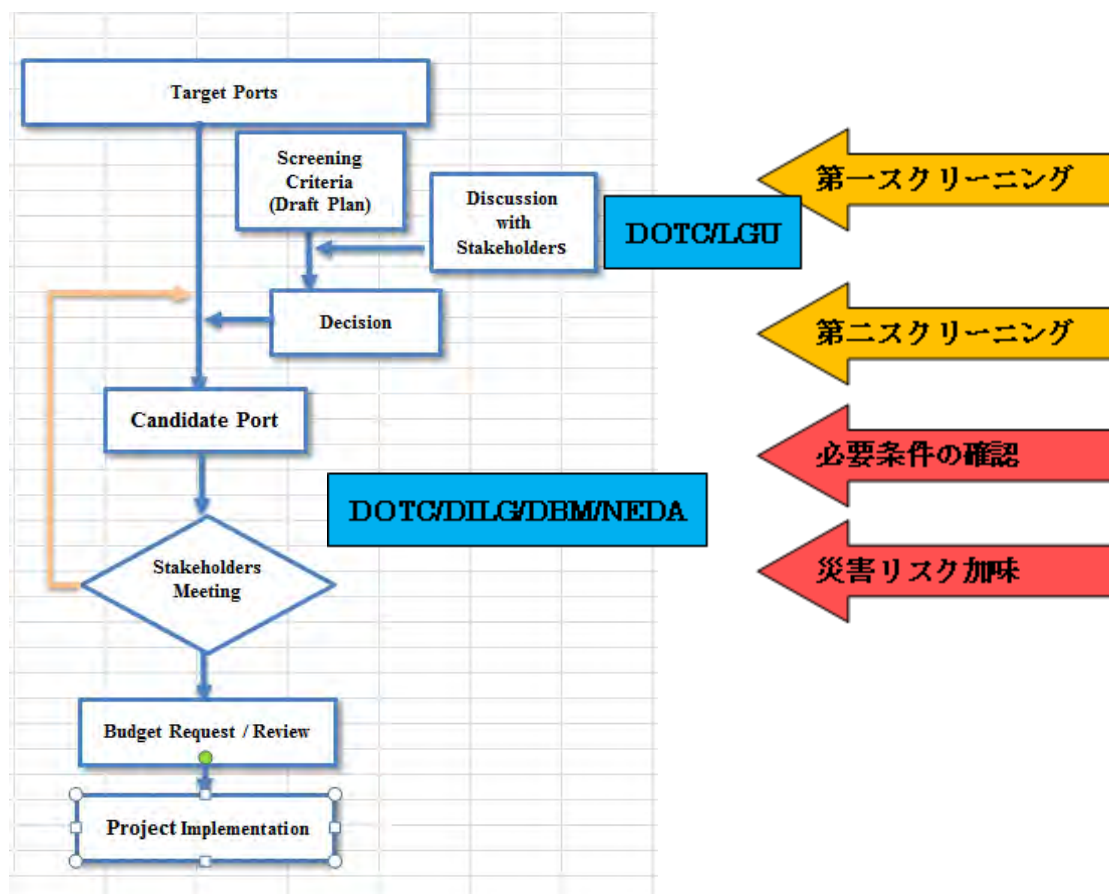 Target Ports
Screening
Criteria
(Draft Plan)
Discussion
with
Stakeholders
DOTC/LGU
第一スクリーニング
Decision
第二スクリーニング
Candidate Port
必要条件の確認
DOTC/DILG/DBM/NEDA
Stakeholders
Meeting
災害リスク加味
Budget Request / Review
Project Implementation